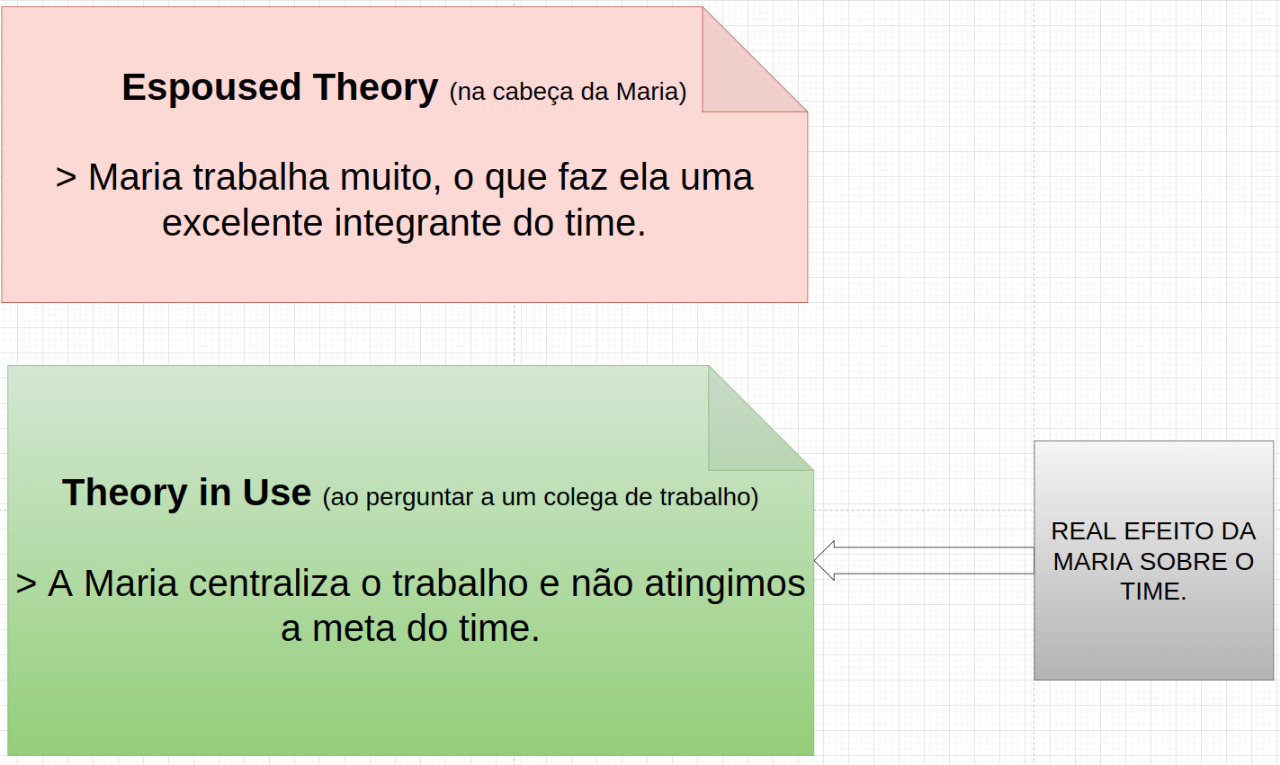 Espoused Theory (na cabeça da Maria)
> Maria trabalha muito, o que faz ela uma
excelente integrante do time.
Theory in Use (ao perguntar a um colega de trabalho)
> A Maria centraliza o trabalho e não atingimos
a meta do time.
REAL EFEITO DA
MARIA SOBRE O
TIME.